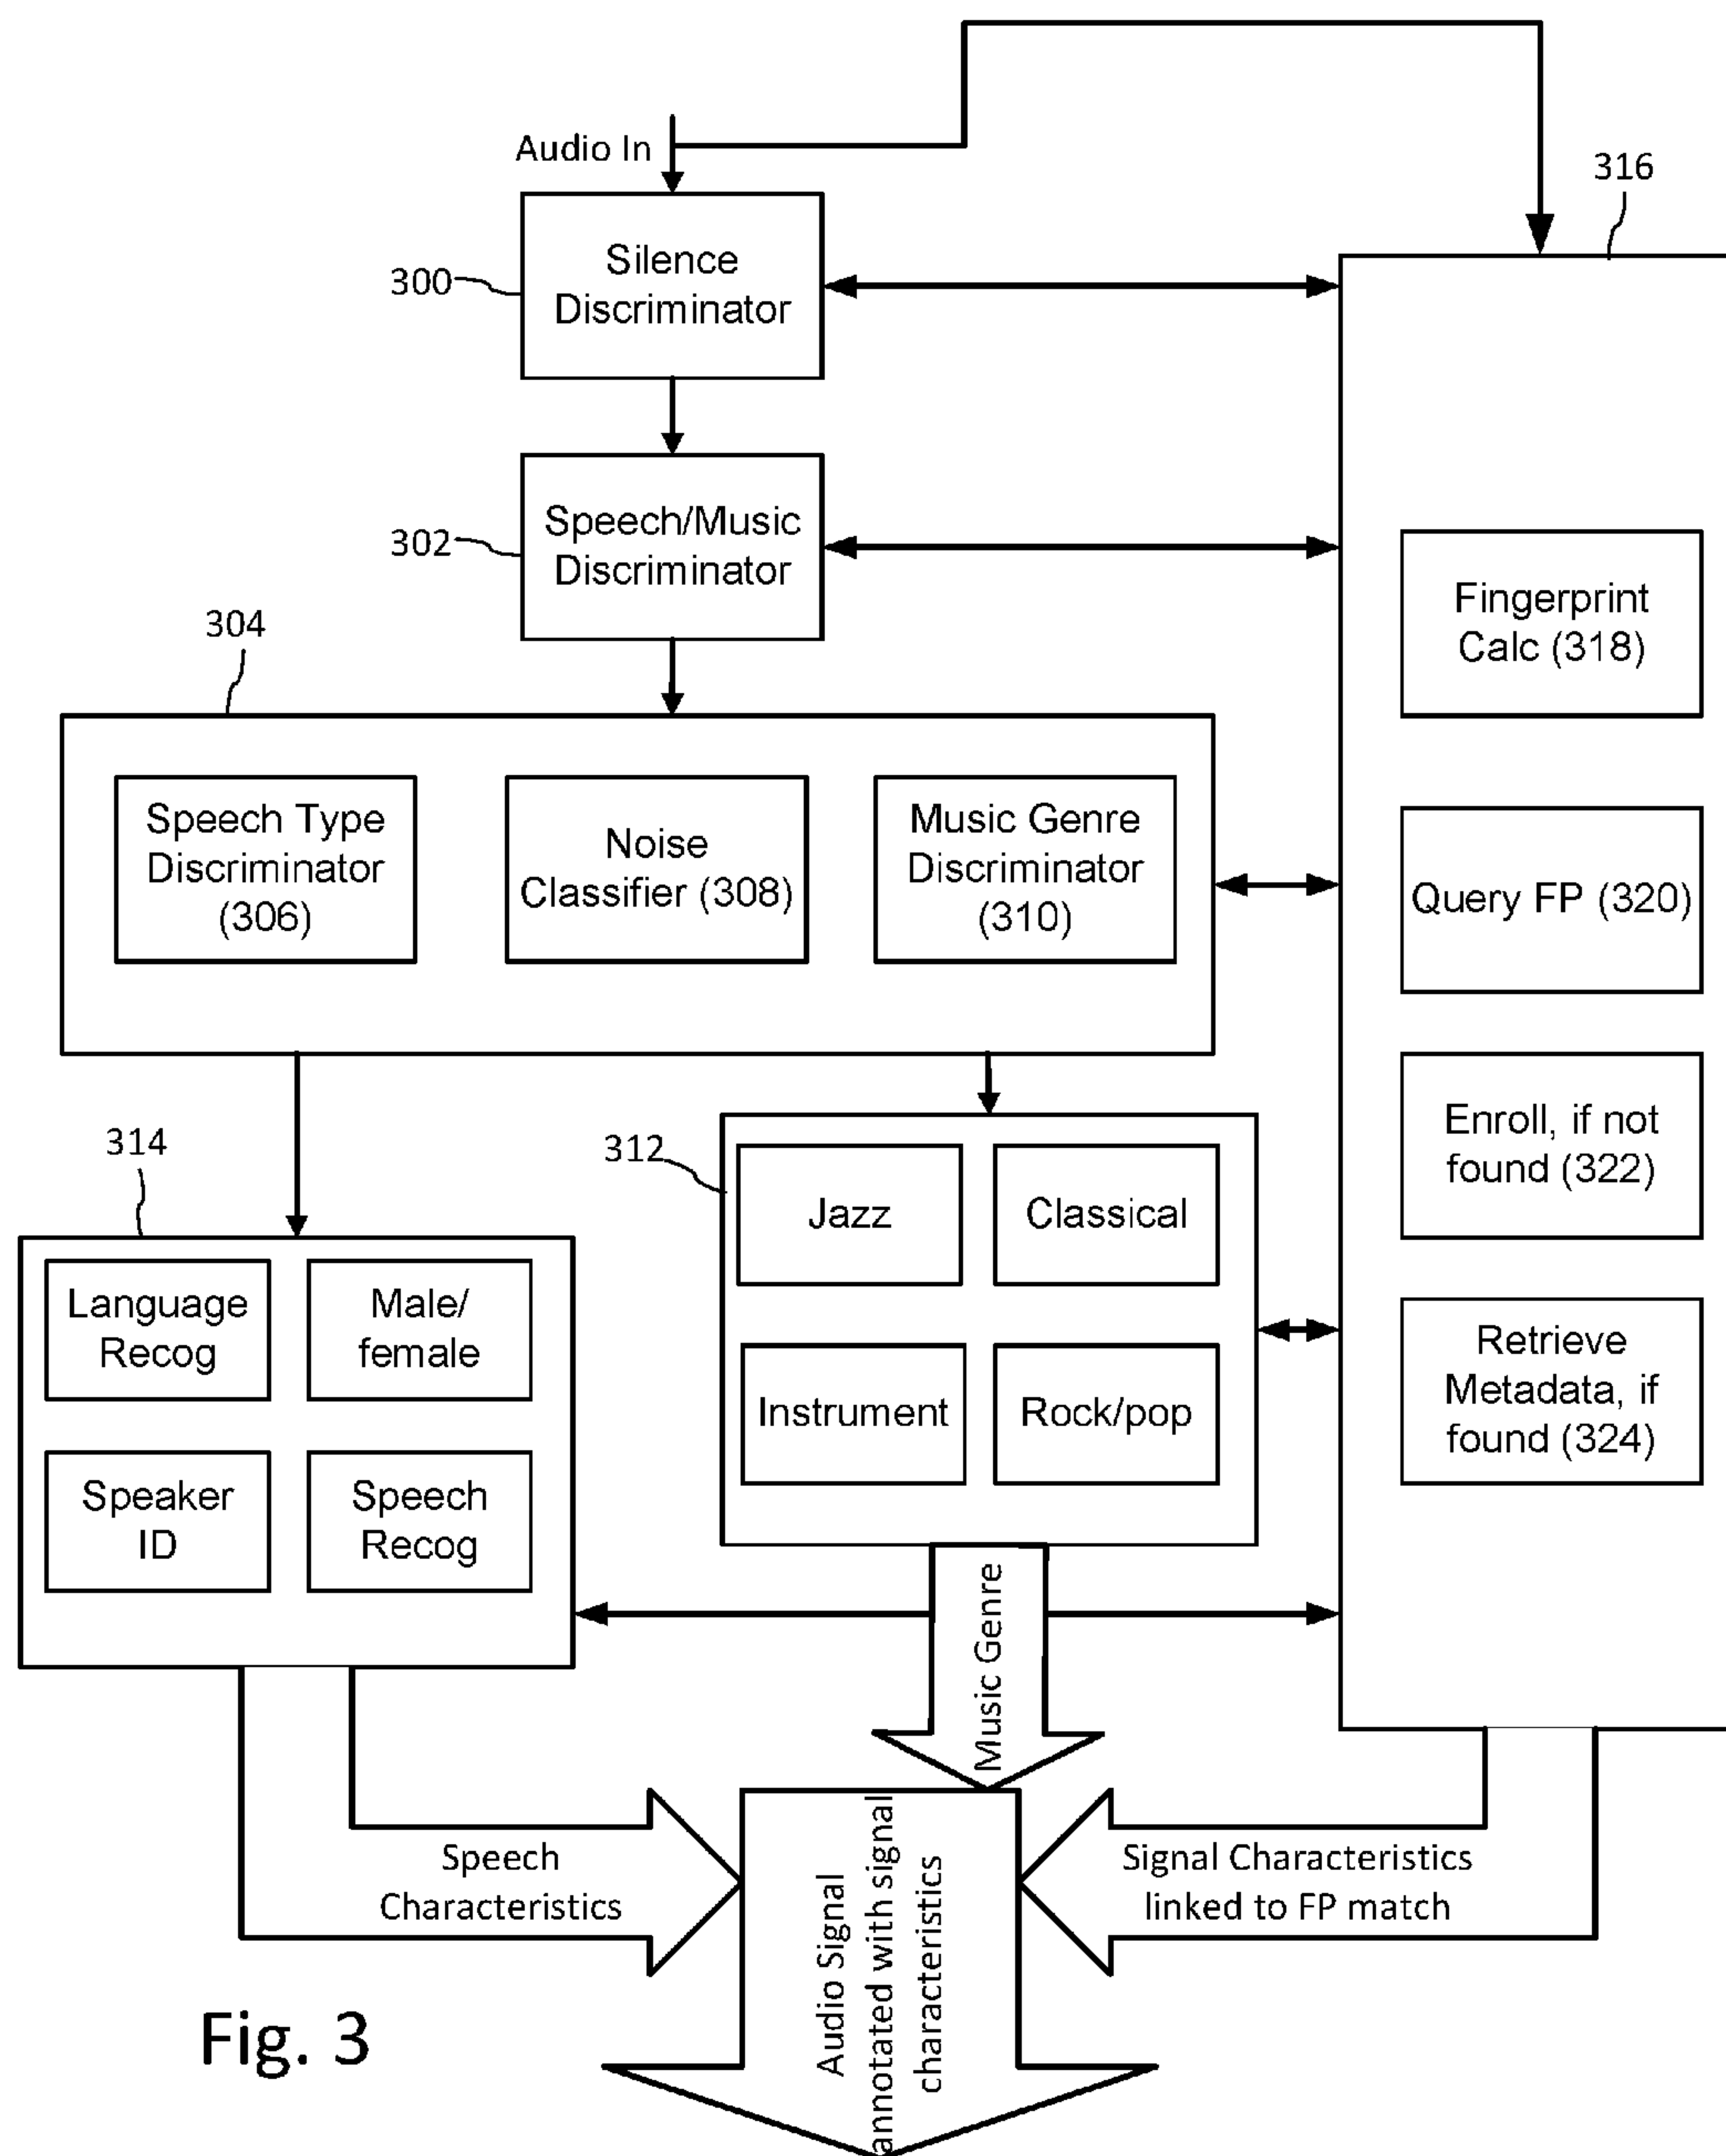 Audio In
316
Silence
Discriminator
300
Speech/Music
Discriminator
302
304
Speech Type
Discriminator
(306)
Noise
Classifier (308)
Music Genre
Discriminator
(310)
Fingerprint
Calc (318)
Query FP (320)
Enroll, if not
found (322)
Retrieve
Metadata, if
found (324)
314
Language
Recog
Male/
female
Speaker
ID
Speech
Recog
312
Jazz
Classical
Instrument
Rock/pop
Music Genre
Speech
Characteristics
Audio Signal
annotated with signal
characteristics
Signal Characteristics
linked to FP match
Fig. 3